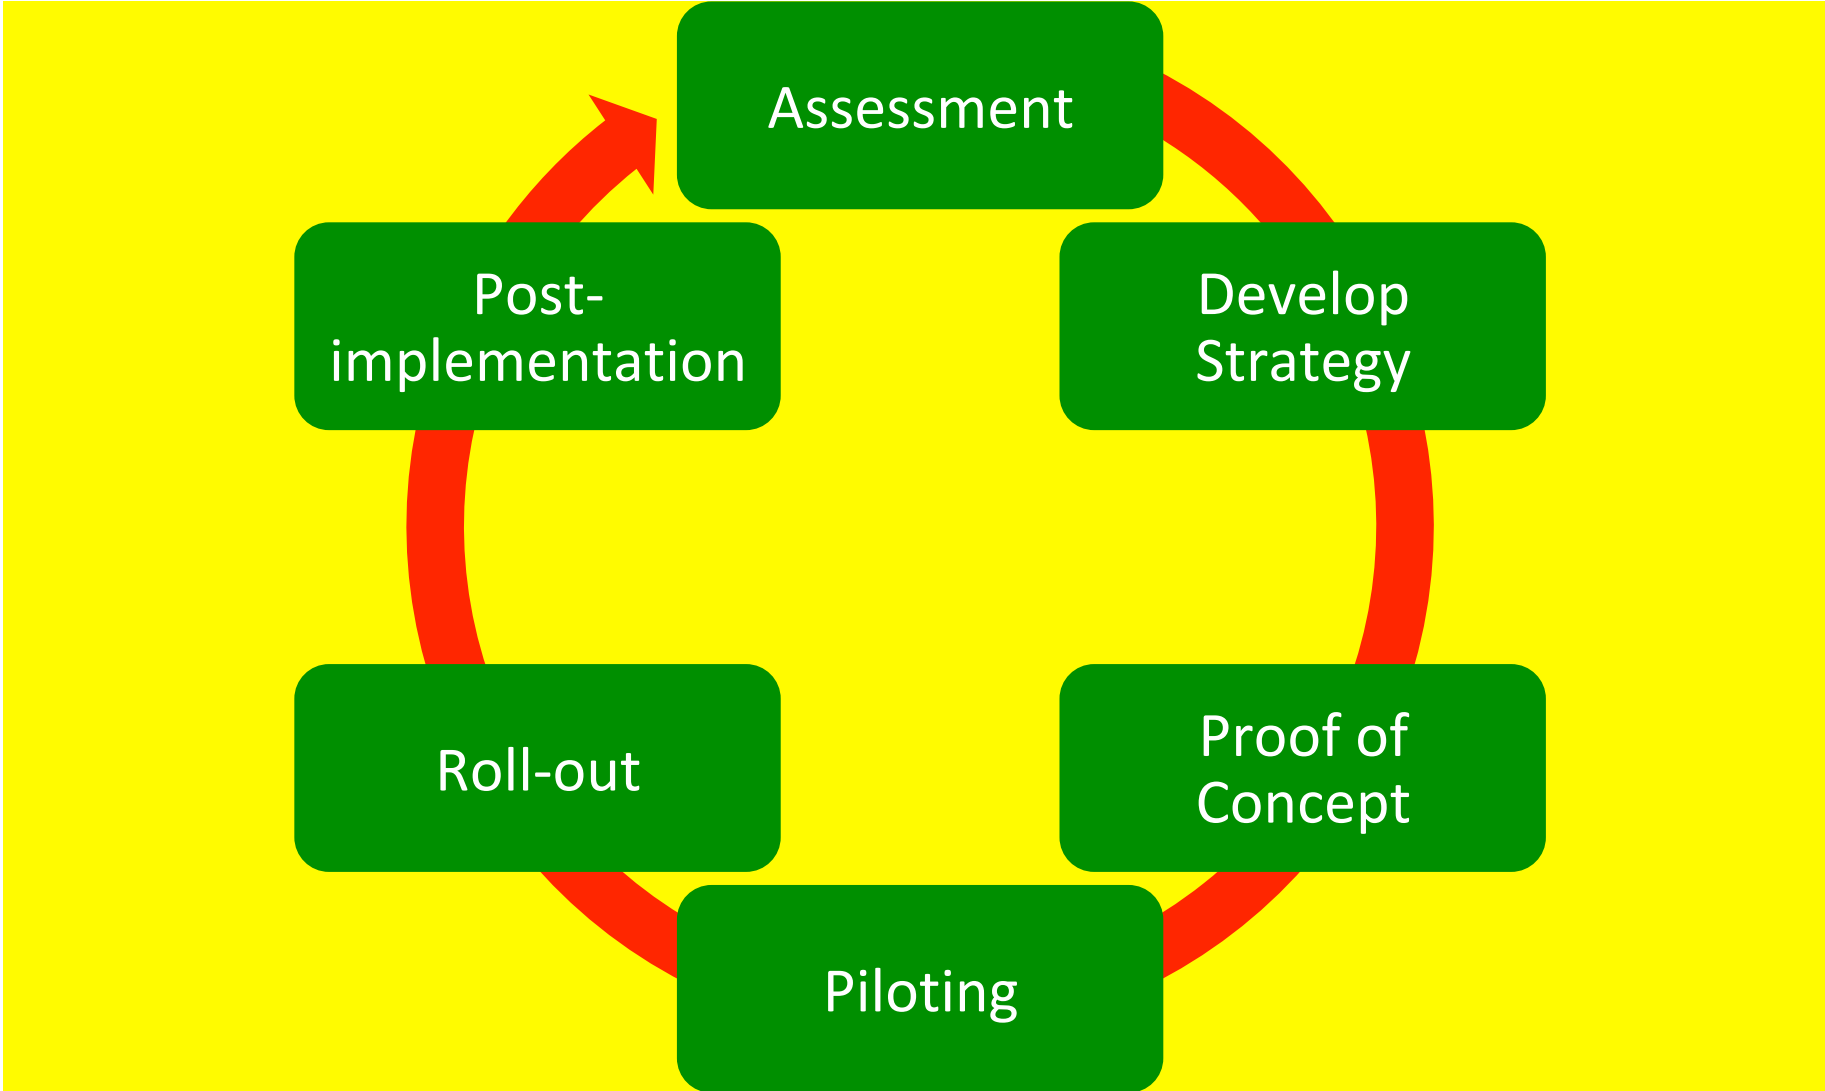 Assessment
Develop
Strategy
Proof of
Concept
Piloting
Roll-out
Post-
implementation